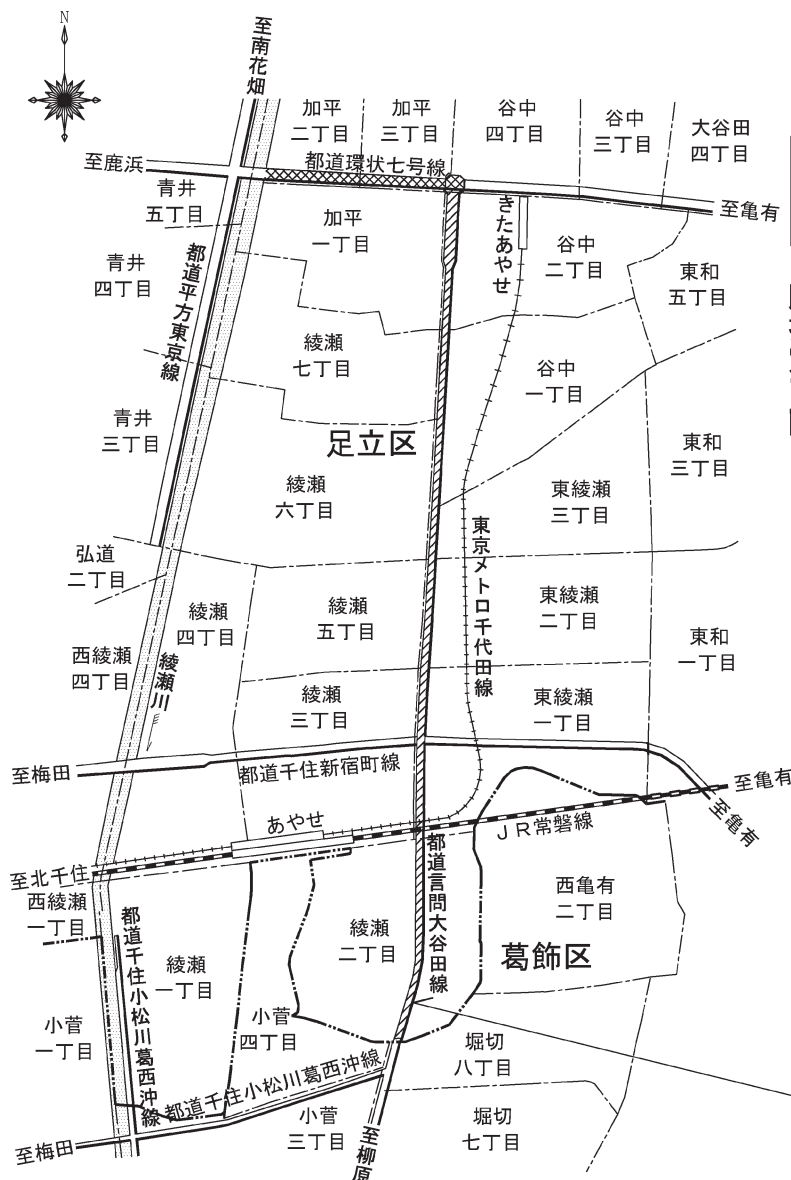 N
至南花畑
加平
二丁目
加平
三丁目
谷中
四丁目
谷中
三丁目
大谷田
四丁目
至鹿浜
都道環状七号線
至亀有
青井
五丁目
加平
一丁目
きたあやせ
谷中
二丁目
東和
五丁目
青井
四丁目
都道平方東京線
綾瀬
七丁目
谷中
一丁目
青井
三丁目
足立区
東和
三丁目
綾瀬
六丁目
東綾瀬
三丁目
東京メトロ千代田線
弘道
二丁目
綾瀬
四丁目
綾瀬
五丁目
東綾瀬
二丁目
東和
一丁目
西綾瀬
四丁目
綾瀬川
綾瀬
三丁目
東綾瀬
一丁目
至梅田
都道千住新宿町線
至亀有
至亀有
あやせ
JR常磐線
至北千住
西綾瀬
一丁目
都道千住小松川葛西沖線
綾瀬
一丁目
綾瀬
二丁目
都道言問大谷田線
西亀有
二丁目
葛飾区
小菅
一丁目
小菅
四丁目
堀切
八丁目
都道千住小松川葛西沖線
小菅
三丁目
堀切
七丁目
至梅田
至柳原